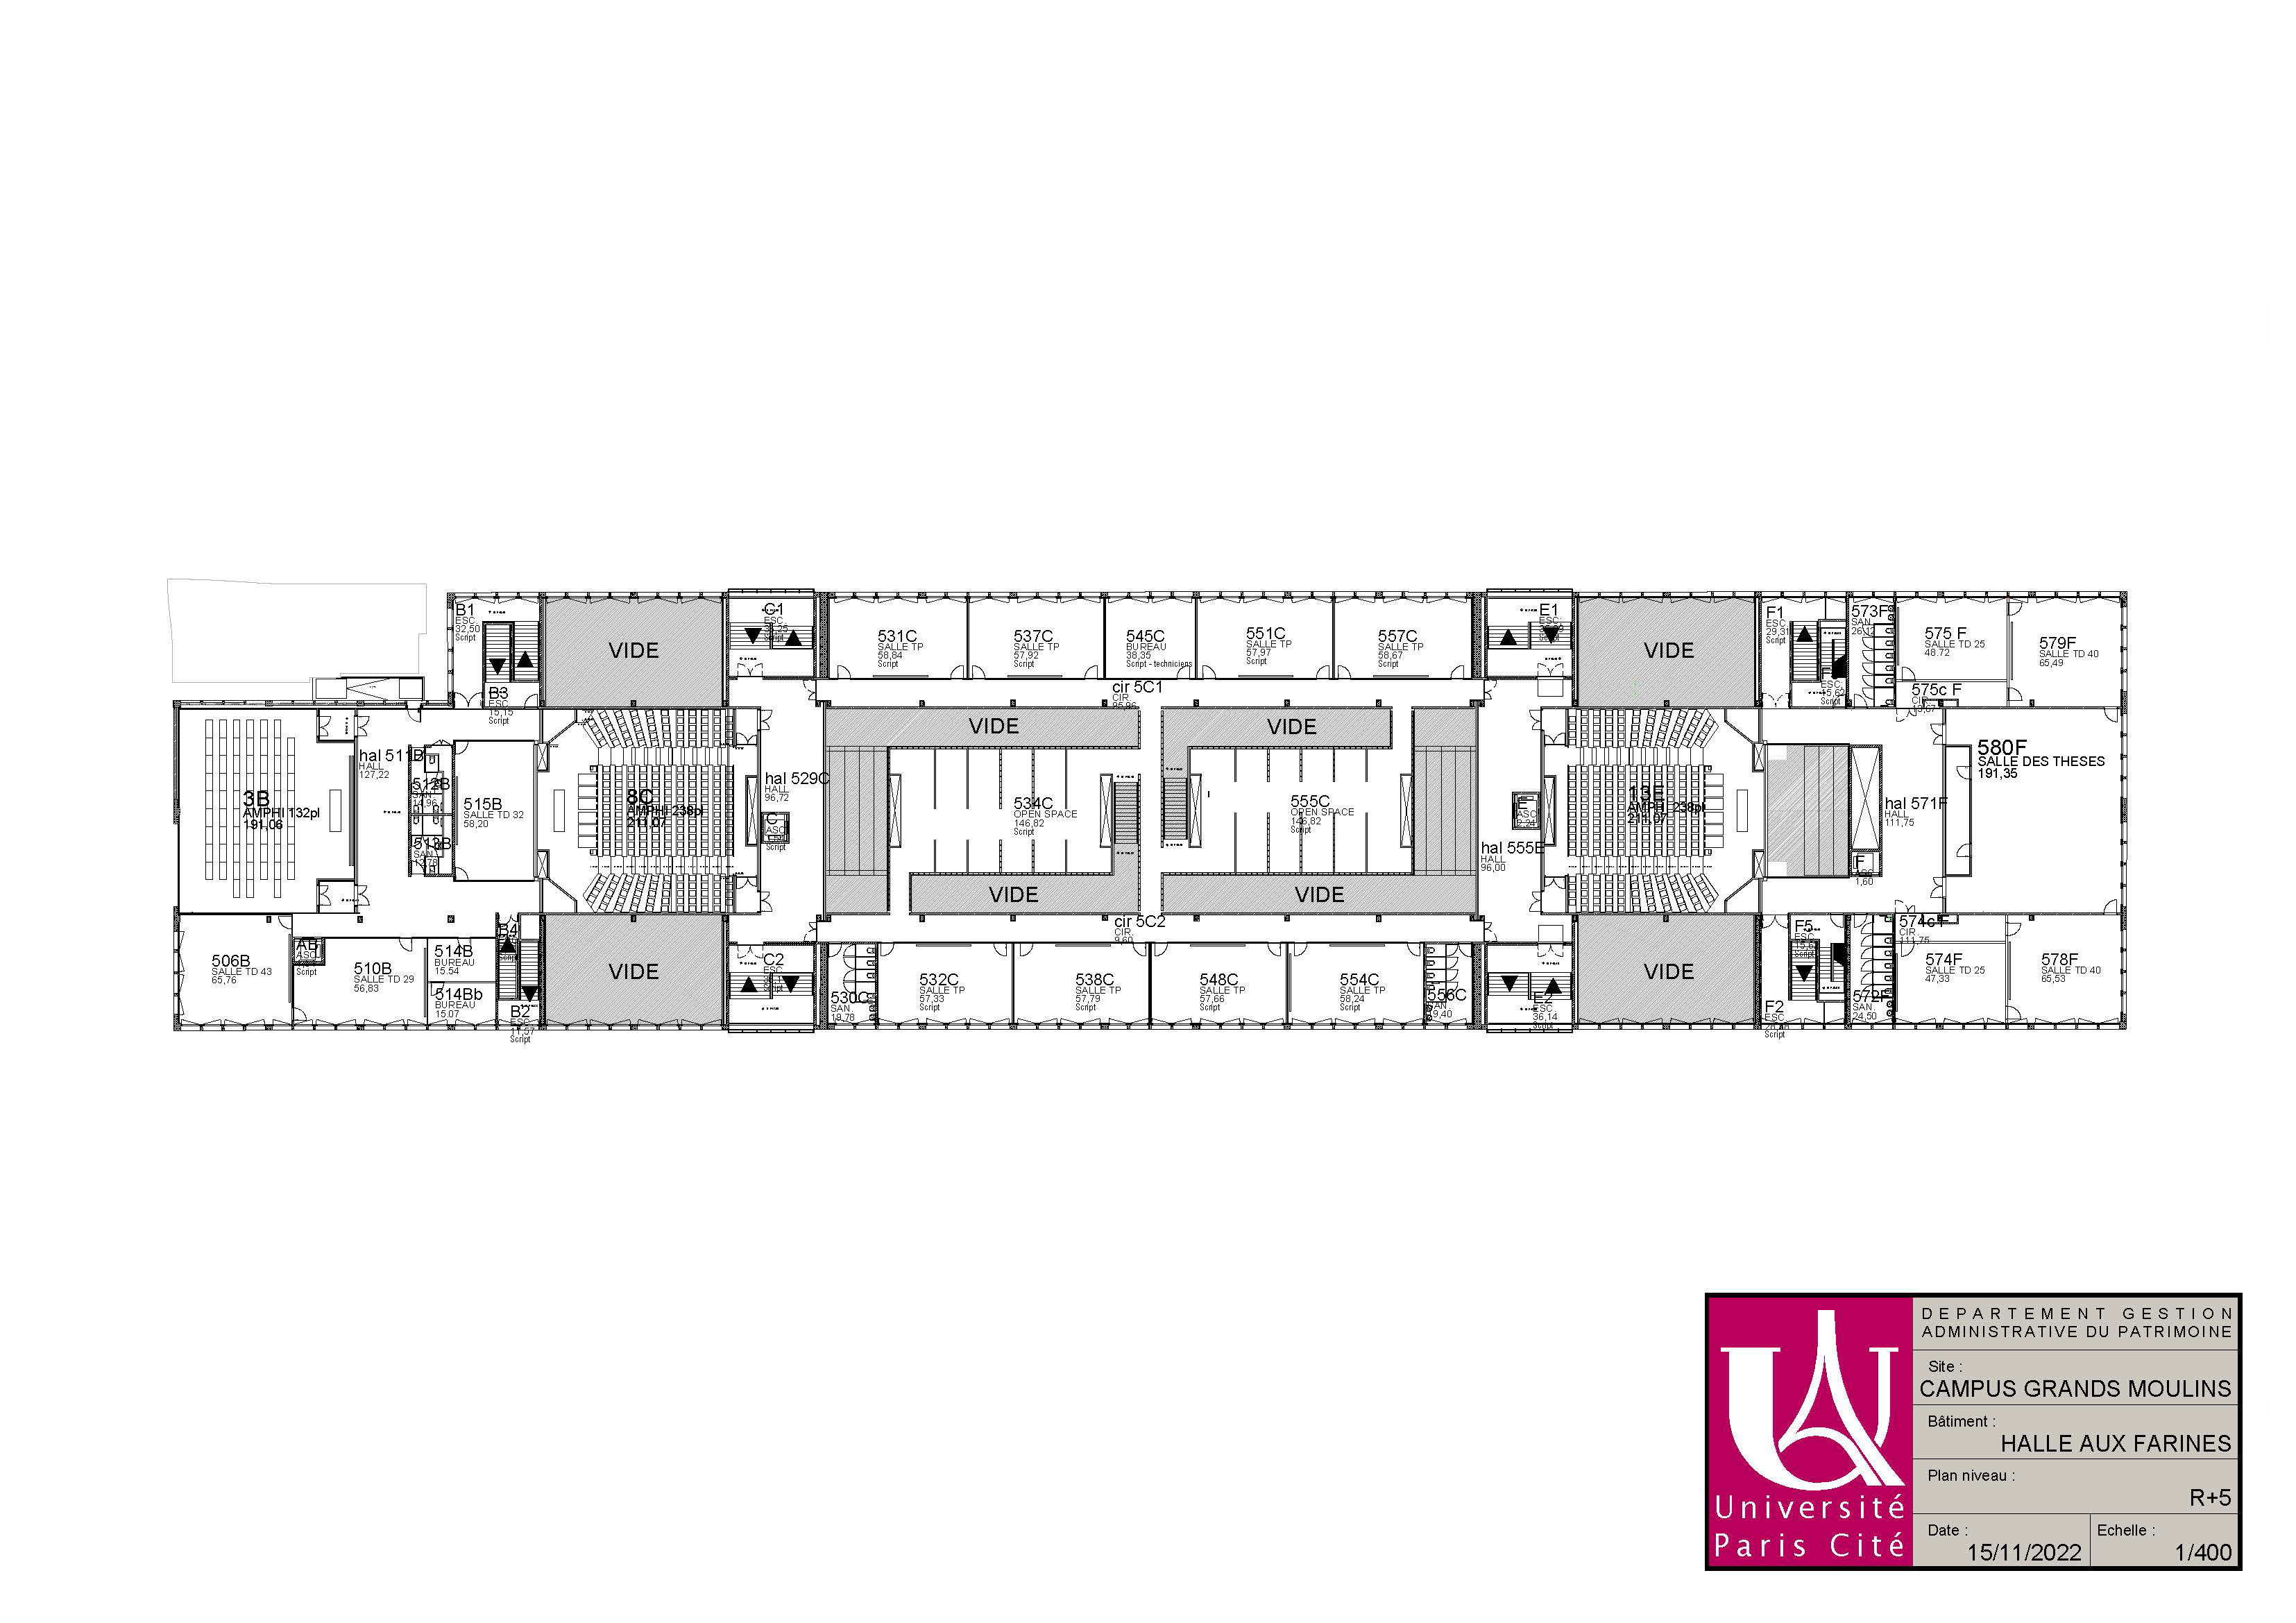 B1
ESC.
32,50
Script
B3
ESC.
15,15
Script
VIDE
C1
ESC.
Script
531C
SALLE TP
58,84
Script
537C
SALLE TP
57,92
Script
545C
BUREAU
38,35
Script - techniciens
551C
SALLE TP
57,97
Script
557C
SALLE TP
58,67
Script
E1
ESC.
VIDE
F1
ESC.
29,31
Script
ESC.
Script
573F
SAN
26,12
575 F
SALLE TD 25
48.72
579F
SALLE TD 40
65,49
575c F
CIR.
cir 5C1
CIR.
95,96
VIDE
VIDE
3B
AMPHI 132pl
191,06
hal 511B
HALL
127,22
512B
SAN
14,96
513B
SAN
515B
SALLE TD 32
58,20
8C
AMPHI 238pl
211,07
hal 529C
HALL
96,72
C
ASC
Script
534C
OPEN SPACE
146,82
Script
555C
OPEN SPACE
146,82
Script
E
ASC
2,24
hal 555E
HALL
96,00
13E
AMPHI 238pl
211,07
F
ASC
1,60
hal 571F
HALL
111,75
580F
SALLE DES THESES
191,35
VIDE
VIDE
cir 5C2
CIR.
9,60
506B
SALLE TD 43
65,76
AB
ASC
Script
510B
SALLE TD 29
56,83
514B
BUREAU
15.54
514Bb
BUREAU
15.07
B4
B2
ESC.
Script
VIDE
C2
ESC.
Script
530C
SAN
19,78
532C
SALLE TP
57,33
Script
538C
SALLE TP
57,79
Script
548C
SALLE TP
57,66
Script
554C
SALLE TP
58,24
Script
556C
SAN
19,40
E2
ESC.
36,14
Script
VIDE
F5
ESC.
F2
ESC.
Script
572F
SAN
24,50
574c F
CIR.
111,75
574F
SALLE TD 25
47,33
578F
SALLE TD 40
65,53
DEPARTEMENT GESTION
ADMINISTRATIVE DU PATRIMOINE
Site :
CAMPUS GRANDS MOULINS
Bâtiment :
HALLE AUX FARINES
Plan niveau :
R+5
Date :
15/11/2022
Echelle :
1/400
Université
Paris Cité